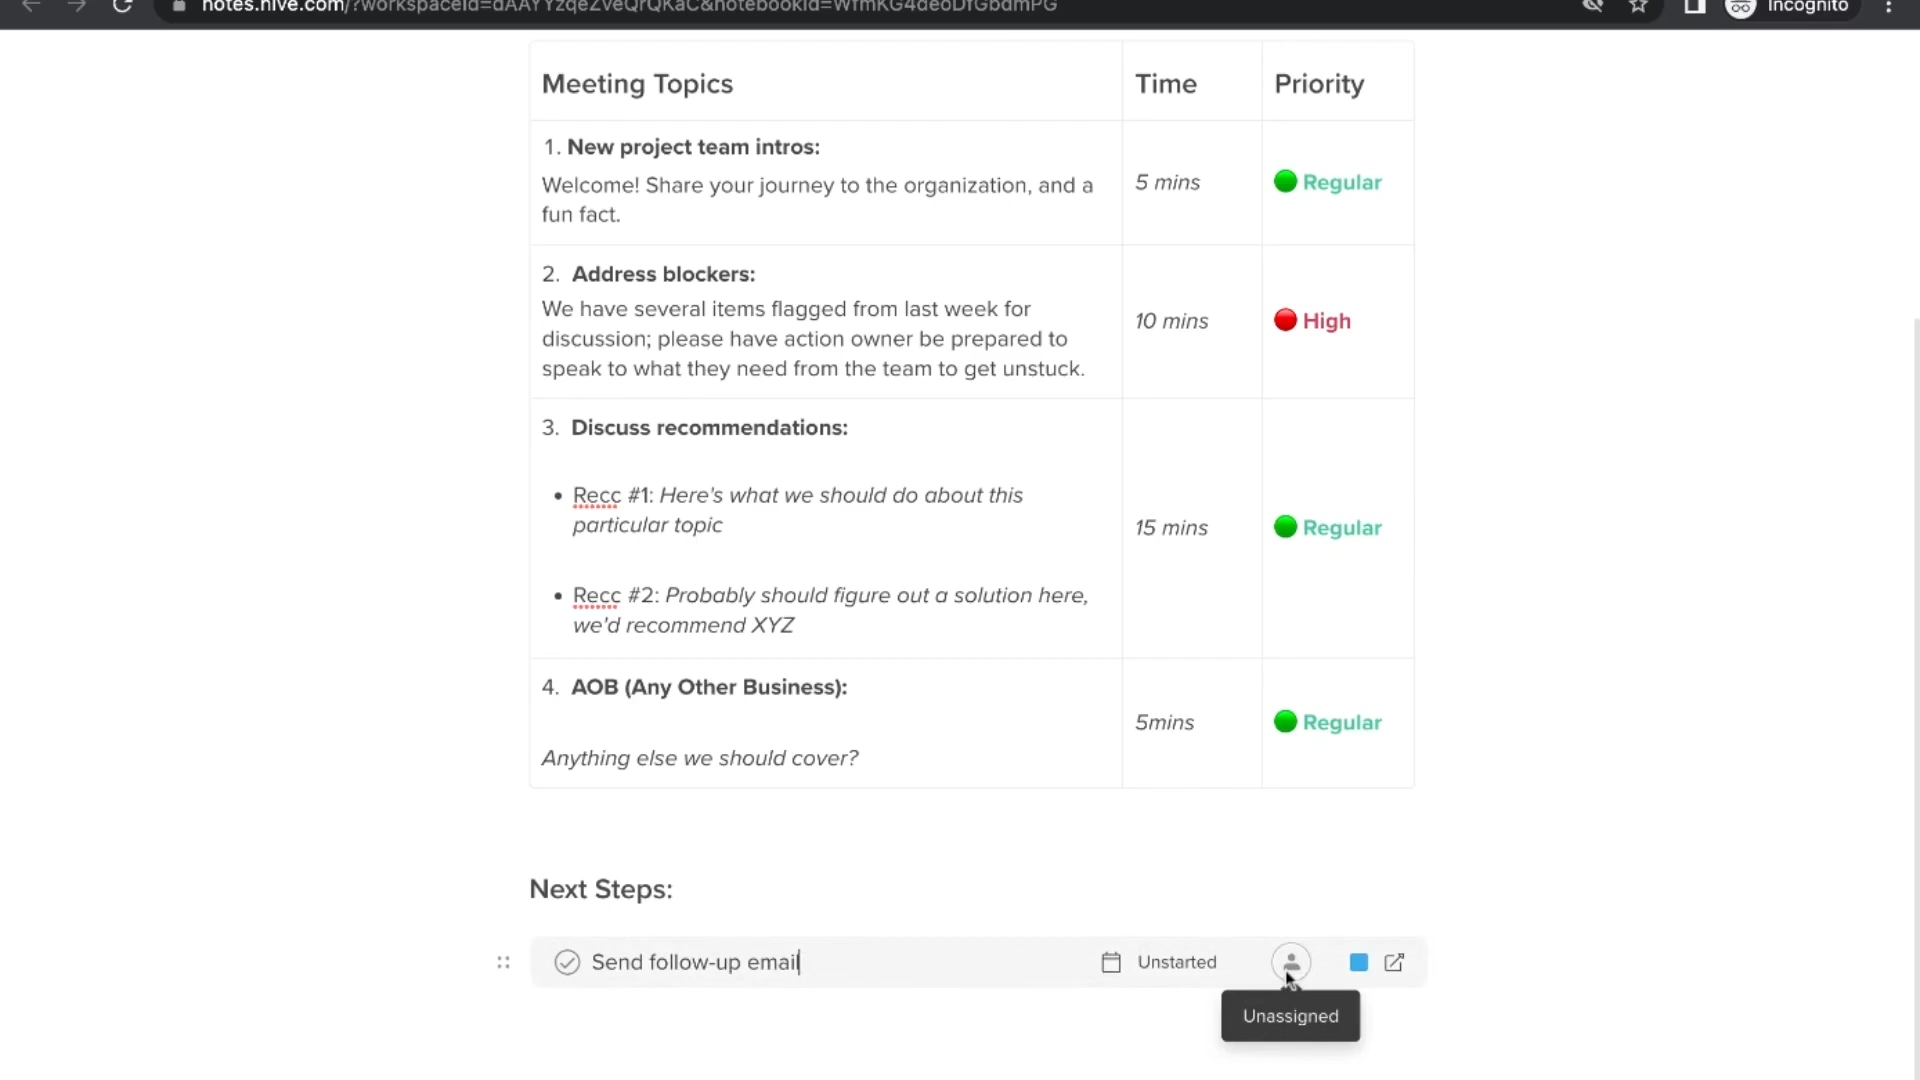 notes.hive.com/?workspaceId=dAAYYzqeZveQrQKaC&notebookId=WfmKG4deoDfGbdmPG
Incognito
Meeting Topics Time Priority
1. New project team intros:
Welcome! Share your journey to the organization, and a
fun fact.
5 mins
Regular
2. Address blockers:
We have several items flagged from last week for
discussion; please have action owner be prepared to
speak to what they need from the team to get unstuck.
10 mins
High
3. Discuss recommendations:
• Recc #1: Here's what we should do about this
particular topic
• Recc #2: Probably should figure out a solution here,
we'd recommend XYZ
15 mins
Regular
4. AOB (Any Other Business):
Anything else we should cover?
5mins
Regular
Next Steps:
Send follow-up email Unstarted
Unassigned